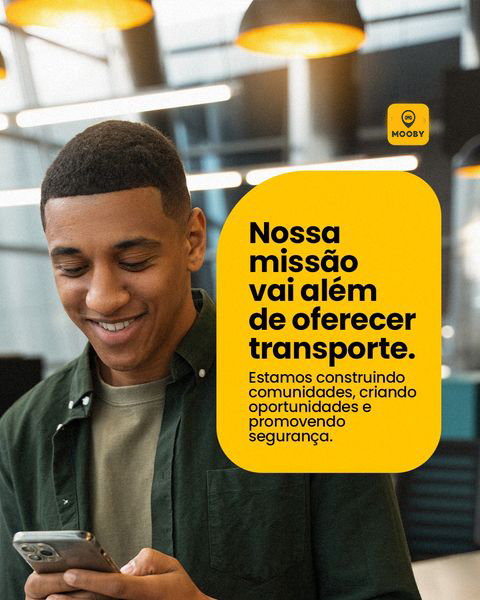 MOOBY
Nossa
missão
vai além
de oferecer
transporte.
Estamos construindo
comunidades, criando
oportunidades e
promovendo
segurança.